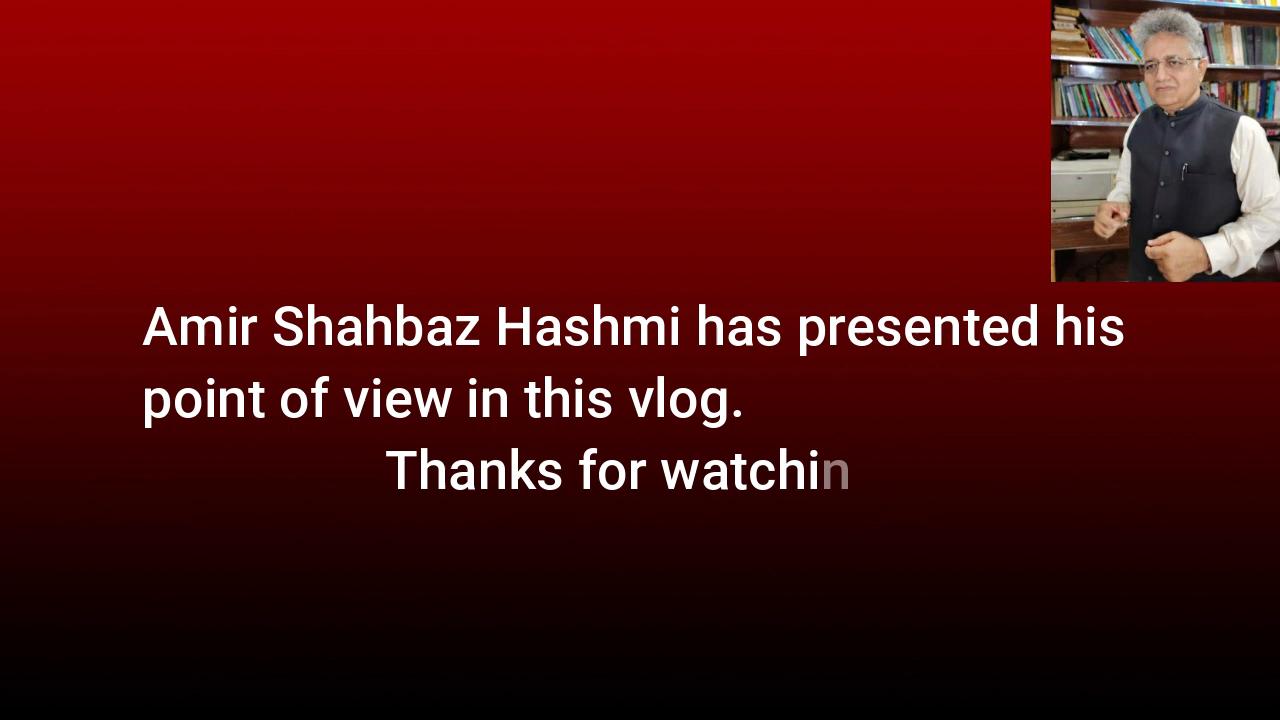 Amir Shahbaz Hashmi has presented his
point of view in this vlog.
Thanks for watchin